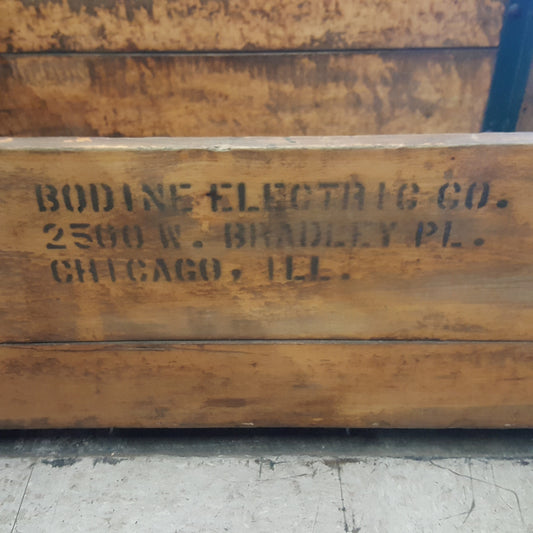 BODINE ELECTRIC CO.
2500 W. BRADLEY PL.
CHICAGO, ILL.